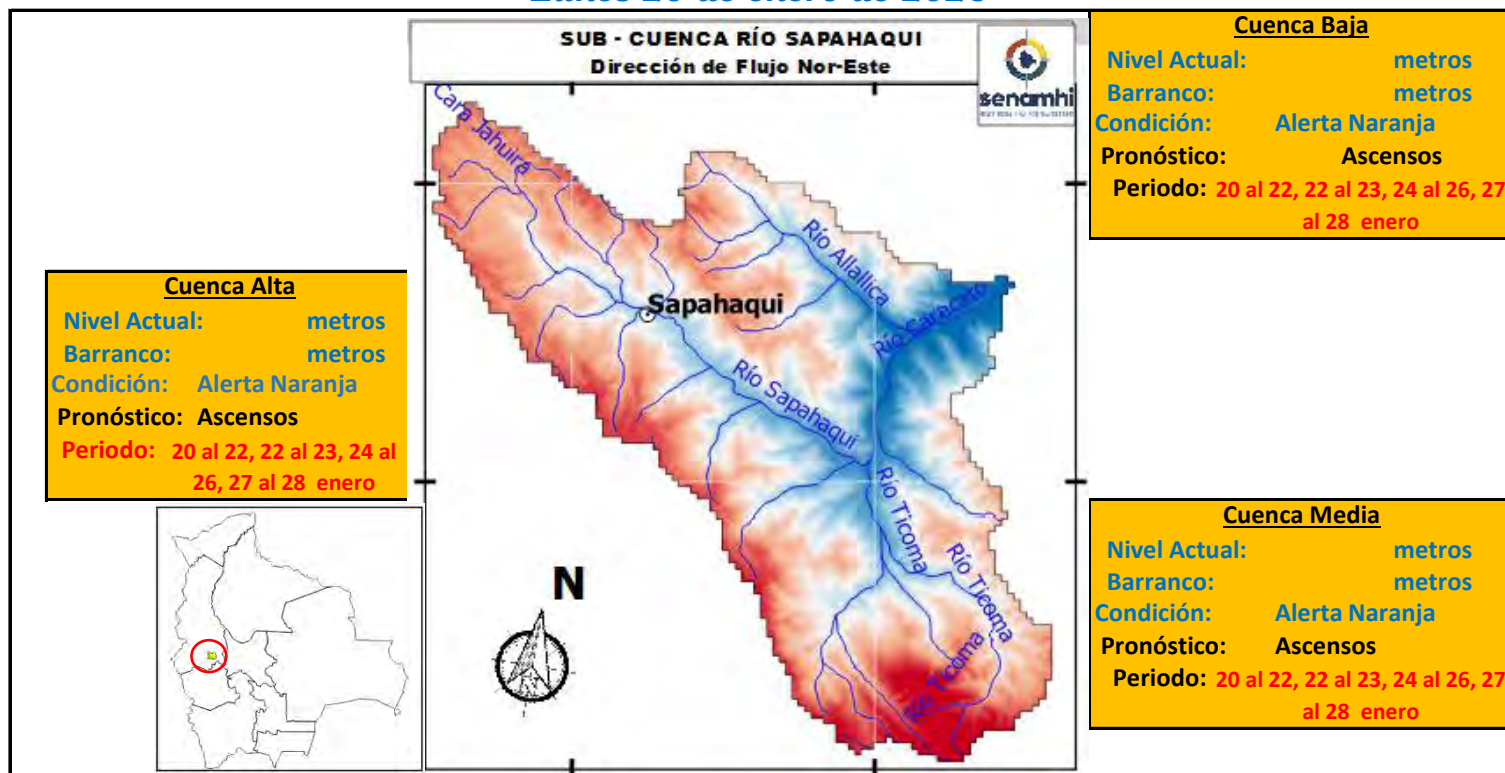 SUB - CUENCA RÍO SAPAHAQUI
Dirección de Flujo Nor-Este
senamhi
Cuenca Baja
Nivel Actual: metros
Barranco: metros
Condición: Alerta Naranja
Pronóstico: Ascensos
Periodo: 20 al 22, 22 al 23, 24 al 26, 27
al 28 enero
Cuenca Alta
Nivel Actual: metros
Barranco: metros
Condición: Alerta Naranja
Pronóstico: Ascensos
Periodo: 20 al 22, 22 al 23, 24 al
26, 27 al 28 enero
Cara Jahuira
Río Allallica
Río Caracato
Sapahaqui
Río Sapahaqui
Río Ticoma
Río Ticoma
Río Ticoma
N
Cuenca Media
Nivel Actual: metros
Barranco: metros
Condición: Alerta Naranja
Pronóstico: Ascensos
Periodo: 20 al 22, 22 al 23, 24 al 26, 27
al 28 enero